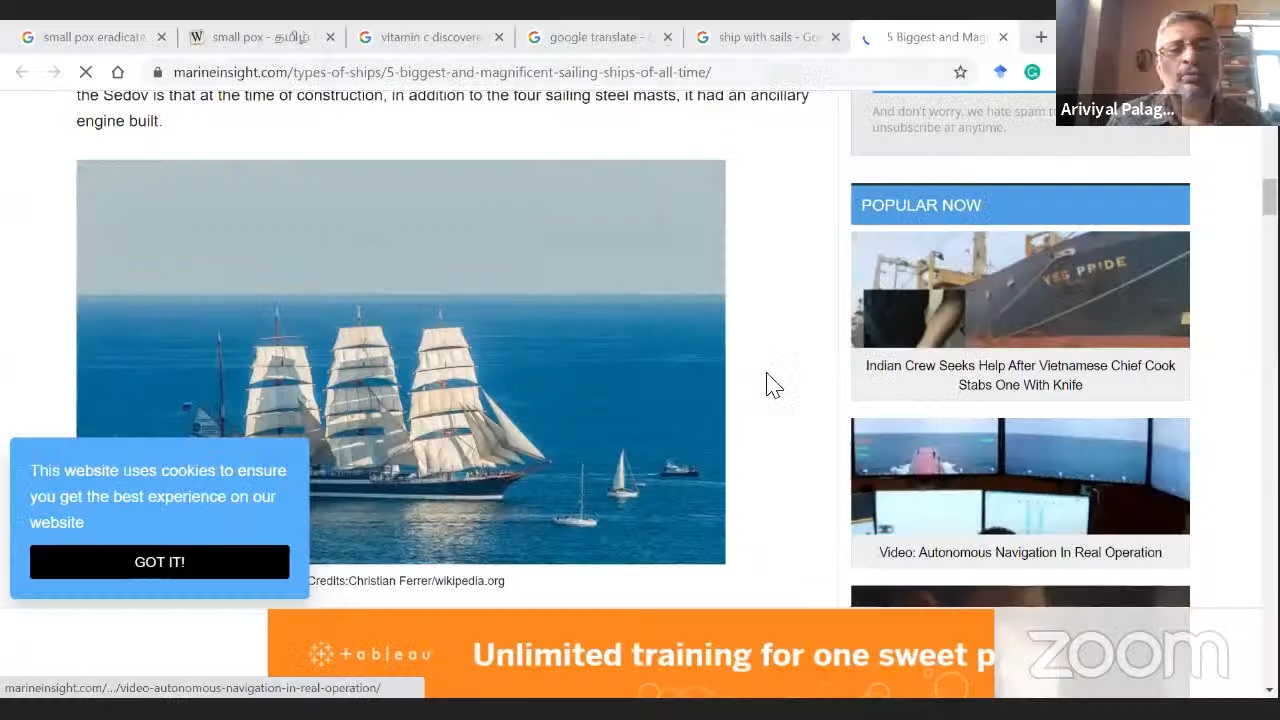 small pox eradicate
small pox - தமிழ்
vitamin c discovere
google translate - G
ship with sails - Go
5 Biggest and Mag
marineinsight.com/types-of-ships/5-biggest-and-magnificent-sailing-ships-of-all-time/
Ariviyal Palag...
the Sedov is that at the time of construction, in addition to the four sailing steel masts, it had an ancillary
engine built.
And don't worry, we hate spam to
unsubscribe at anytime.
POPULAR NOW
YES PRIDE
Indian Crew Seeks Help After Vietnamese Chief Cook
Stabs One With Knife
Video: Autonomous Navigation In Real Operation
This website uses cookies to ensure
you get the best experience on our
website
GOT IT!
Credits:Christian Ferrer/wikipedia.org
+ableau
Unlimited training for one sweet p
zoom
marineinsight.com/.../video-autonomous-navigation-in-real-operation/